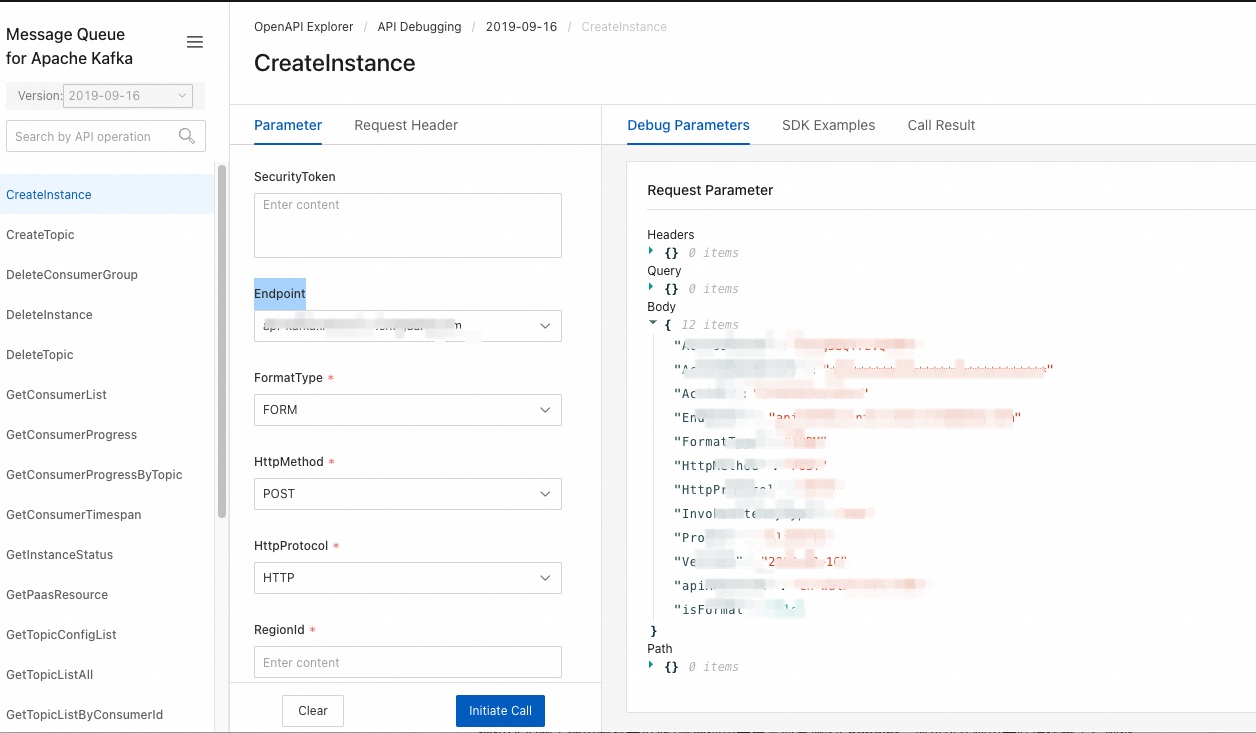 Message Queue
for Apache Kafka
Version: 2019-09-16
Search by API operation
CreateInstance
CreateTopic
DeleteConsumerGroup
DeleteInstance
DeleteTopic
GetConsumerList
GetConsumerProgress
GetConsumerProgressByTopic
GetConsumerTimespan
GetInstanceStatus
GetPaasResource
GetTopicConfigList
GetTopicListAll
GetTopicListByConsumerId
OpenAPI Explorer / API Debugging / 2019-09-16 / CreateInstance
CreateInstance
Parameter Request Header
SecurityToken
Enter content
Endpoint
FormatType *
FORM
HttpMethod *
POST
HttpProtocol *
HTTP
RegionId *
Enter content
Clear Initiate Call
Debug Parameters SDK Examples Call Result
Request Parameter
Headers
{} 0 items
Query
{} 0 items
Body
{ 12 items
}
Path
{} 0 items